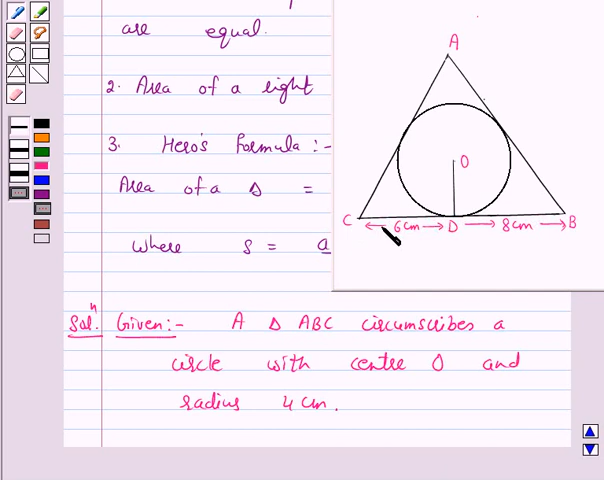 are equal.
2. Area of a right
3. Hero's Formula :-
Area of a Δ =
where s = a
Solⁿ. Given:- A Δ ABC circumscribes a
circle with centre O and
radius 4 cm.
A
O
C 6cm D 8cm B